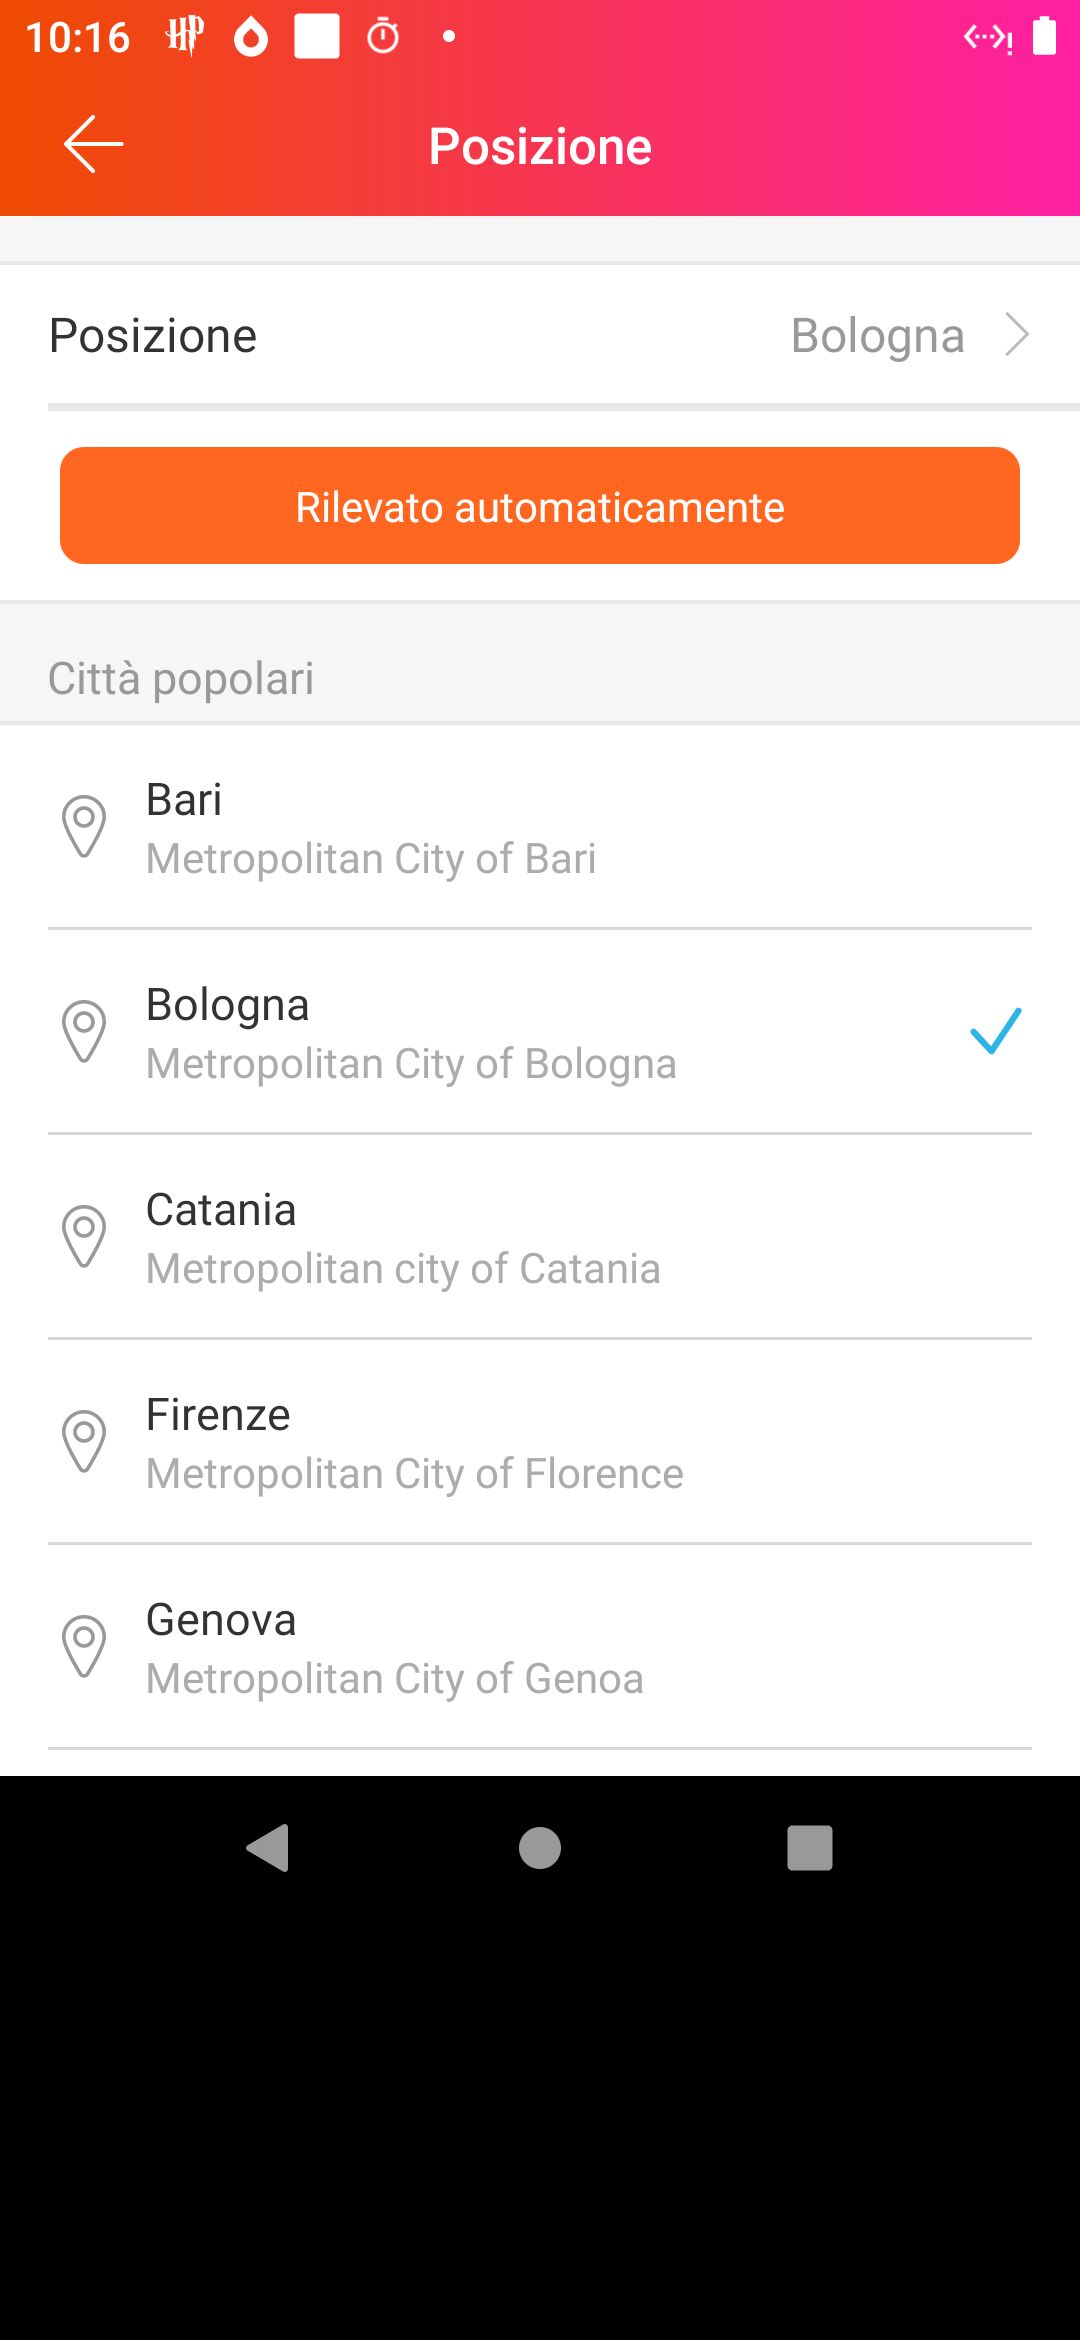 10:16
Posizione
Posizione Bologna
Rilevato automaticamente
Città popolari
Bari
Metropolitan City of Bari
Bologna
Metropolitan City of Bologna
Catania
Metropolitan city of Catania
Firenze
Metropolitan City of Florence
Genova
Metropolitan City of Genoa